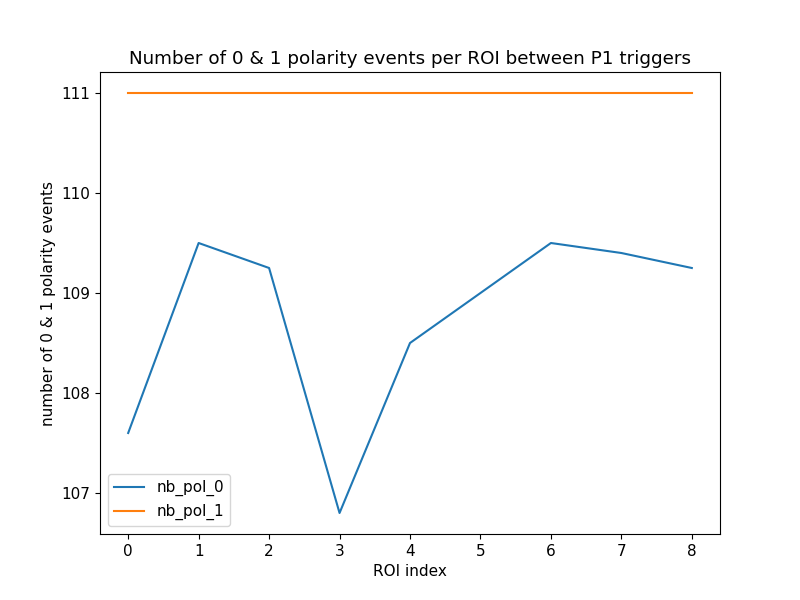 Number of 0 & 1 polarity events per ROI between P1 triggers
111
110
109
108
107
number of 0 & 1 polarity events
nb_pol_0
nb_pol_1
0 1 2 3 4 5 6 7 8
ROI index